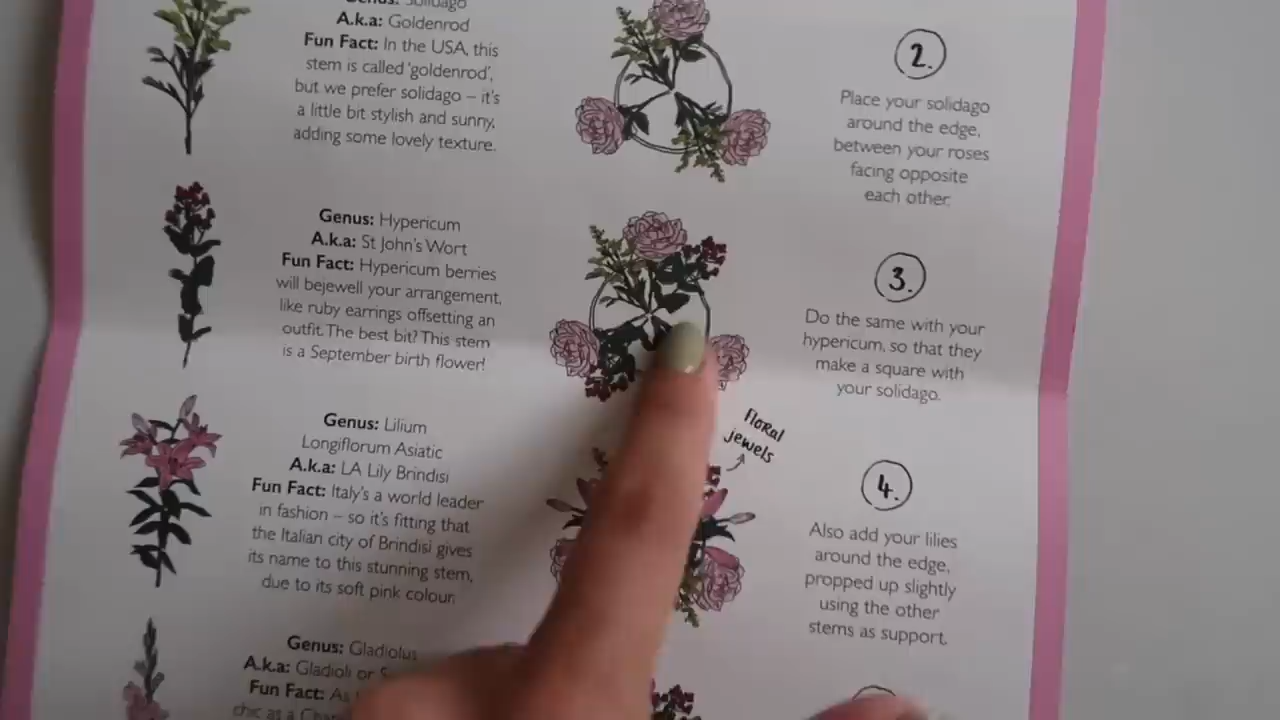 Genus: Solidago
A.k.a: Goldenrod
Fun Fact: In the USA, this
stem is called 'goldenrod',
but we prefer solidago – it's
a little bit stylish and sunny,
adding some lovely texture.
2.
Place your solidago
around the edge,
between your roses
facing opposite
each other.
Genus: Hypericum
A.k.a: St John's Wort
Fun Fact: Hypericum berries
will bejewell your arrangement,
like ruby earrings offsetting an
outfit. The best bit? This stem
is a September birth flower!
3.
Do the same with your
hypericum, so that they
make a square with
your solidago.
Genus: Lilium
Longiflorum Asiatic
A.k.a: LA Lily Brindisi
Fun Fact: Italy's a world leader
in fashion – so it's fitting that
the Italian city of Brindisi gives
its name to this stunning stem,
due to its soft pink colour.
FLORAL
jewels
4.
Also add your lilies
around the edge,
propped up slightly
using the other
stems as support.
Genus: Gladiolus
A.k.a: Gladioli or
Fun Fact: As
chic as a